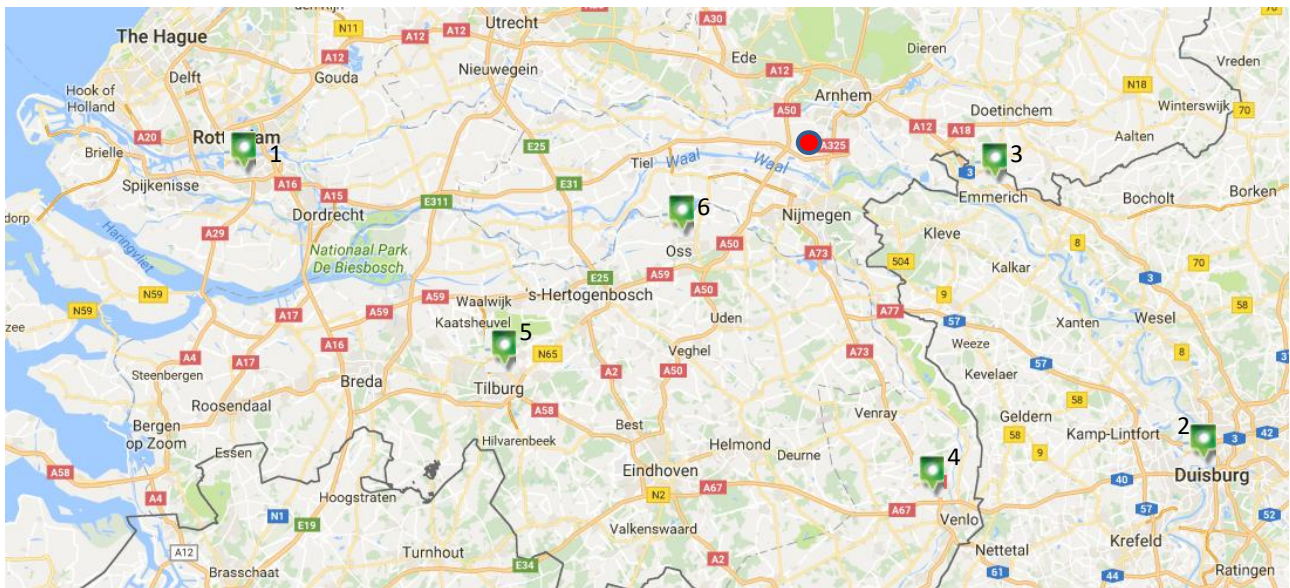 Utrecht
A30
Vreden
70
N11
A12
A12
The Hague
Ede
Dieren
A12
Delft
Gouda
Nieuwegein
A12
N18
Hook of
Holland
A50
Arnhem
Doetinchem
Winterswijk
70
A20
A12
A18
Aalten
Brielle
1
E25
A325
3
Tiel
Waal
Waal
3
Spijkenisse
A16
A15
E31
Emmerich
Bocholt
Borken
Dordrecht
E311
6
Nijmegen
Haringvliet
A29
Nationaal Park
De Biesbosch
Oss
A50
A73
Kleve
8
504
Kalkar
70
3
E25
A59
A50
N59
N59
A59
Waalwijk
's-Hertogenbosch
9
58
A17
A59
Kaatsheuvel
Uden
A77
57
Xanten
Wesel
A4
A16
5
N65
Veghel
A73
Weeze
8
A17
Steenbergen
A2
A50
Kevelaer
57
Breda
Tilburg
Roosendaal
58
A58
Venray
Geldern
Bergen
op Zoom
Best
58
Kamp-Lintfort
2
3
42
Essen
Hilvarenbeek
Helmond
Deurne
9
4
A58
Eindhoven
40
Duisburg
A4
Hoogstraten
N2
A67
A67
57
52
N1
E19
Valkenswaard
Venlo
Krefeld
A12
Turnhout
A2
Nettetal
Brasschaat
E34
61
44
Ratingen